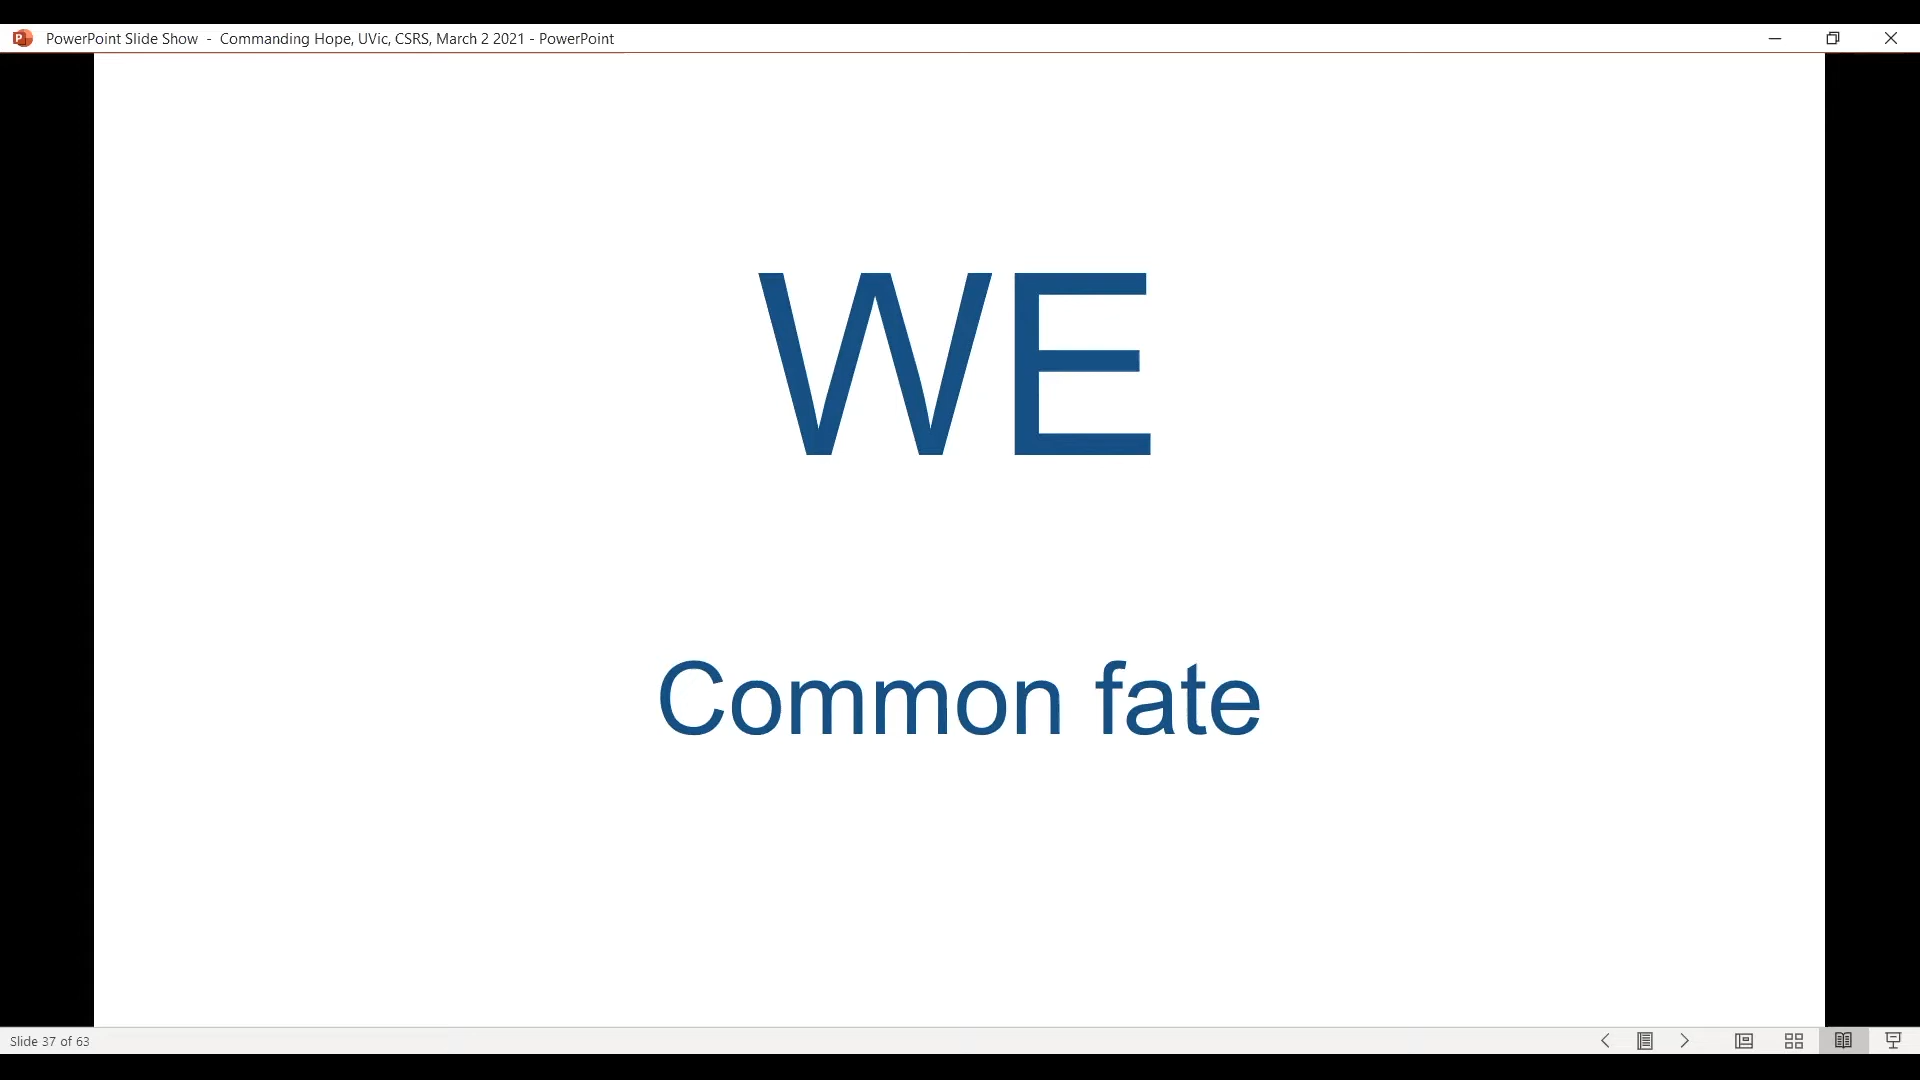 PowerPoint Slide Show - Commanding Hope, UVic, CSRS, March 2 2021 - PowerPoint
WE
Common fate
Slide 37 of 63